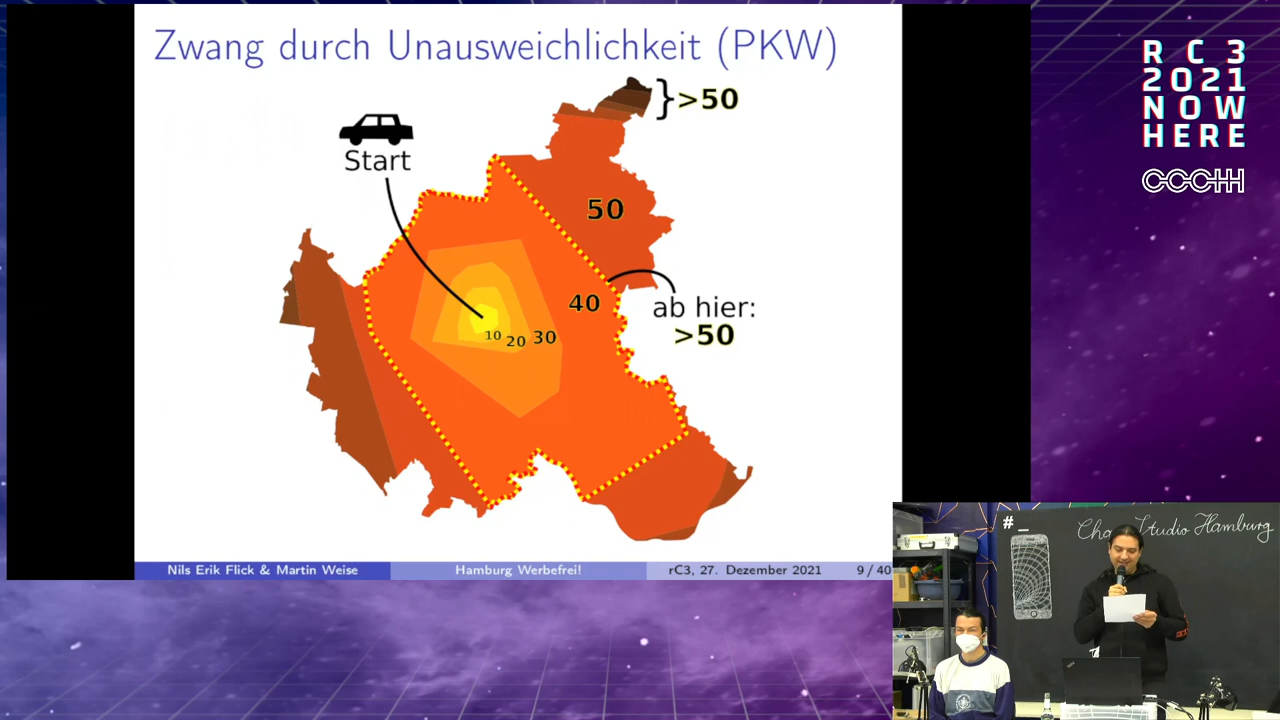 Zwang durch Unausweichlichkeit (PKW)
>50
Start
50
40
ab hier:
>50
10 20 30
Nils Erik Flick & Martin Weise
Hamburg Werbefrei!
rC3, 27. Dezember 2021
9 / 40
R C 3
2021
NOW
HERE
CCCHH
#_
Studio Hamburg